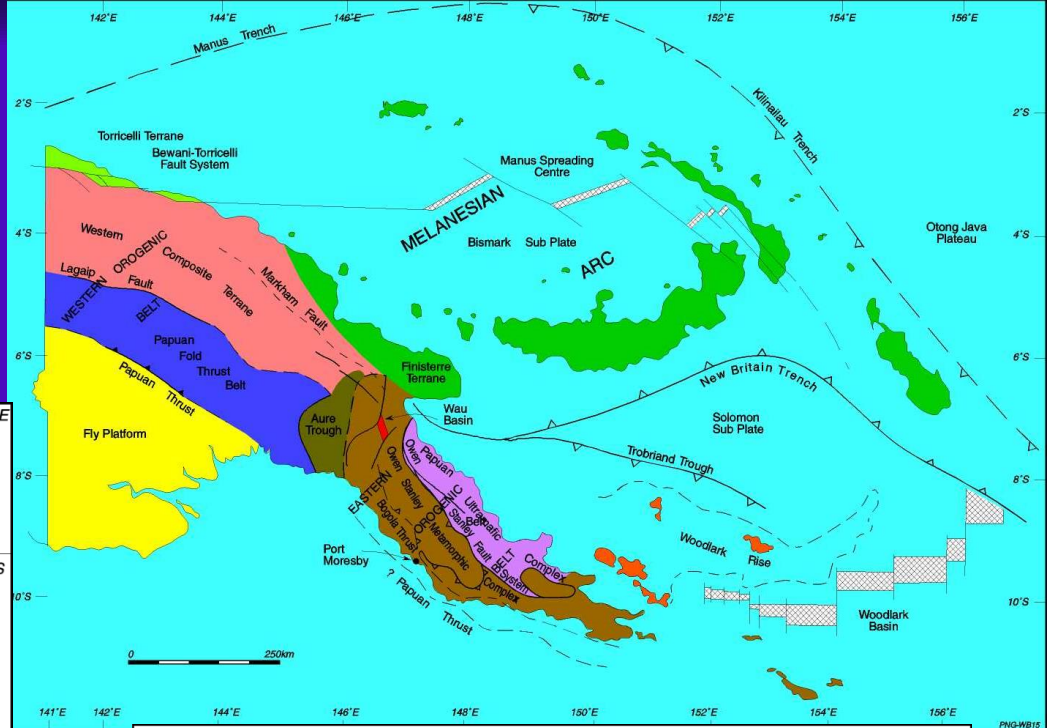 142°E 144°E 146°E 148°E 150°E 152°E 154°E 156°E
Manus Trench
Kilinailau Trench
2°S 2°S
Torricelli Terrane
Bewani-Torricelli
Fault System
Manus Spreading
Centre
MELANESIAN
ARC
Bismark Sub Plate
Otong Java
Plateau
4°S 4°S
Western
Composite
Terrane
WESTERN
OROGENIC
BELT
Lagaip
Fault
Markham Fault
Papuan
Fold
Thrust
Belt
6°S 6°S
Papuan
Thrust
Finisterre
Terrane
New Britain Trench
Fly Platform
Aure
Trough
Wau
Basin
Solomon
Sub Plate
Trobriand Trough
8°S 8°S
E
S
EASTERN
OROGENIC
BELT
Papuan
Ultramafic
Belt
Complex
Owen
Stanley
Fault
System
Owen
Stanley
Metamorphic
Complex
Bogola Thrust
?
Port
Moresby
? Papuan
Thrust
Woodlark
Rise
10°S 10°S
Woodlark
Basin
0 250km
141°E 142°E 144°E 146°E 148°E 150°E 152°E 154°E 156°E
PNG-WB15